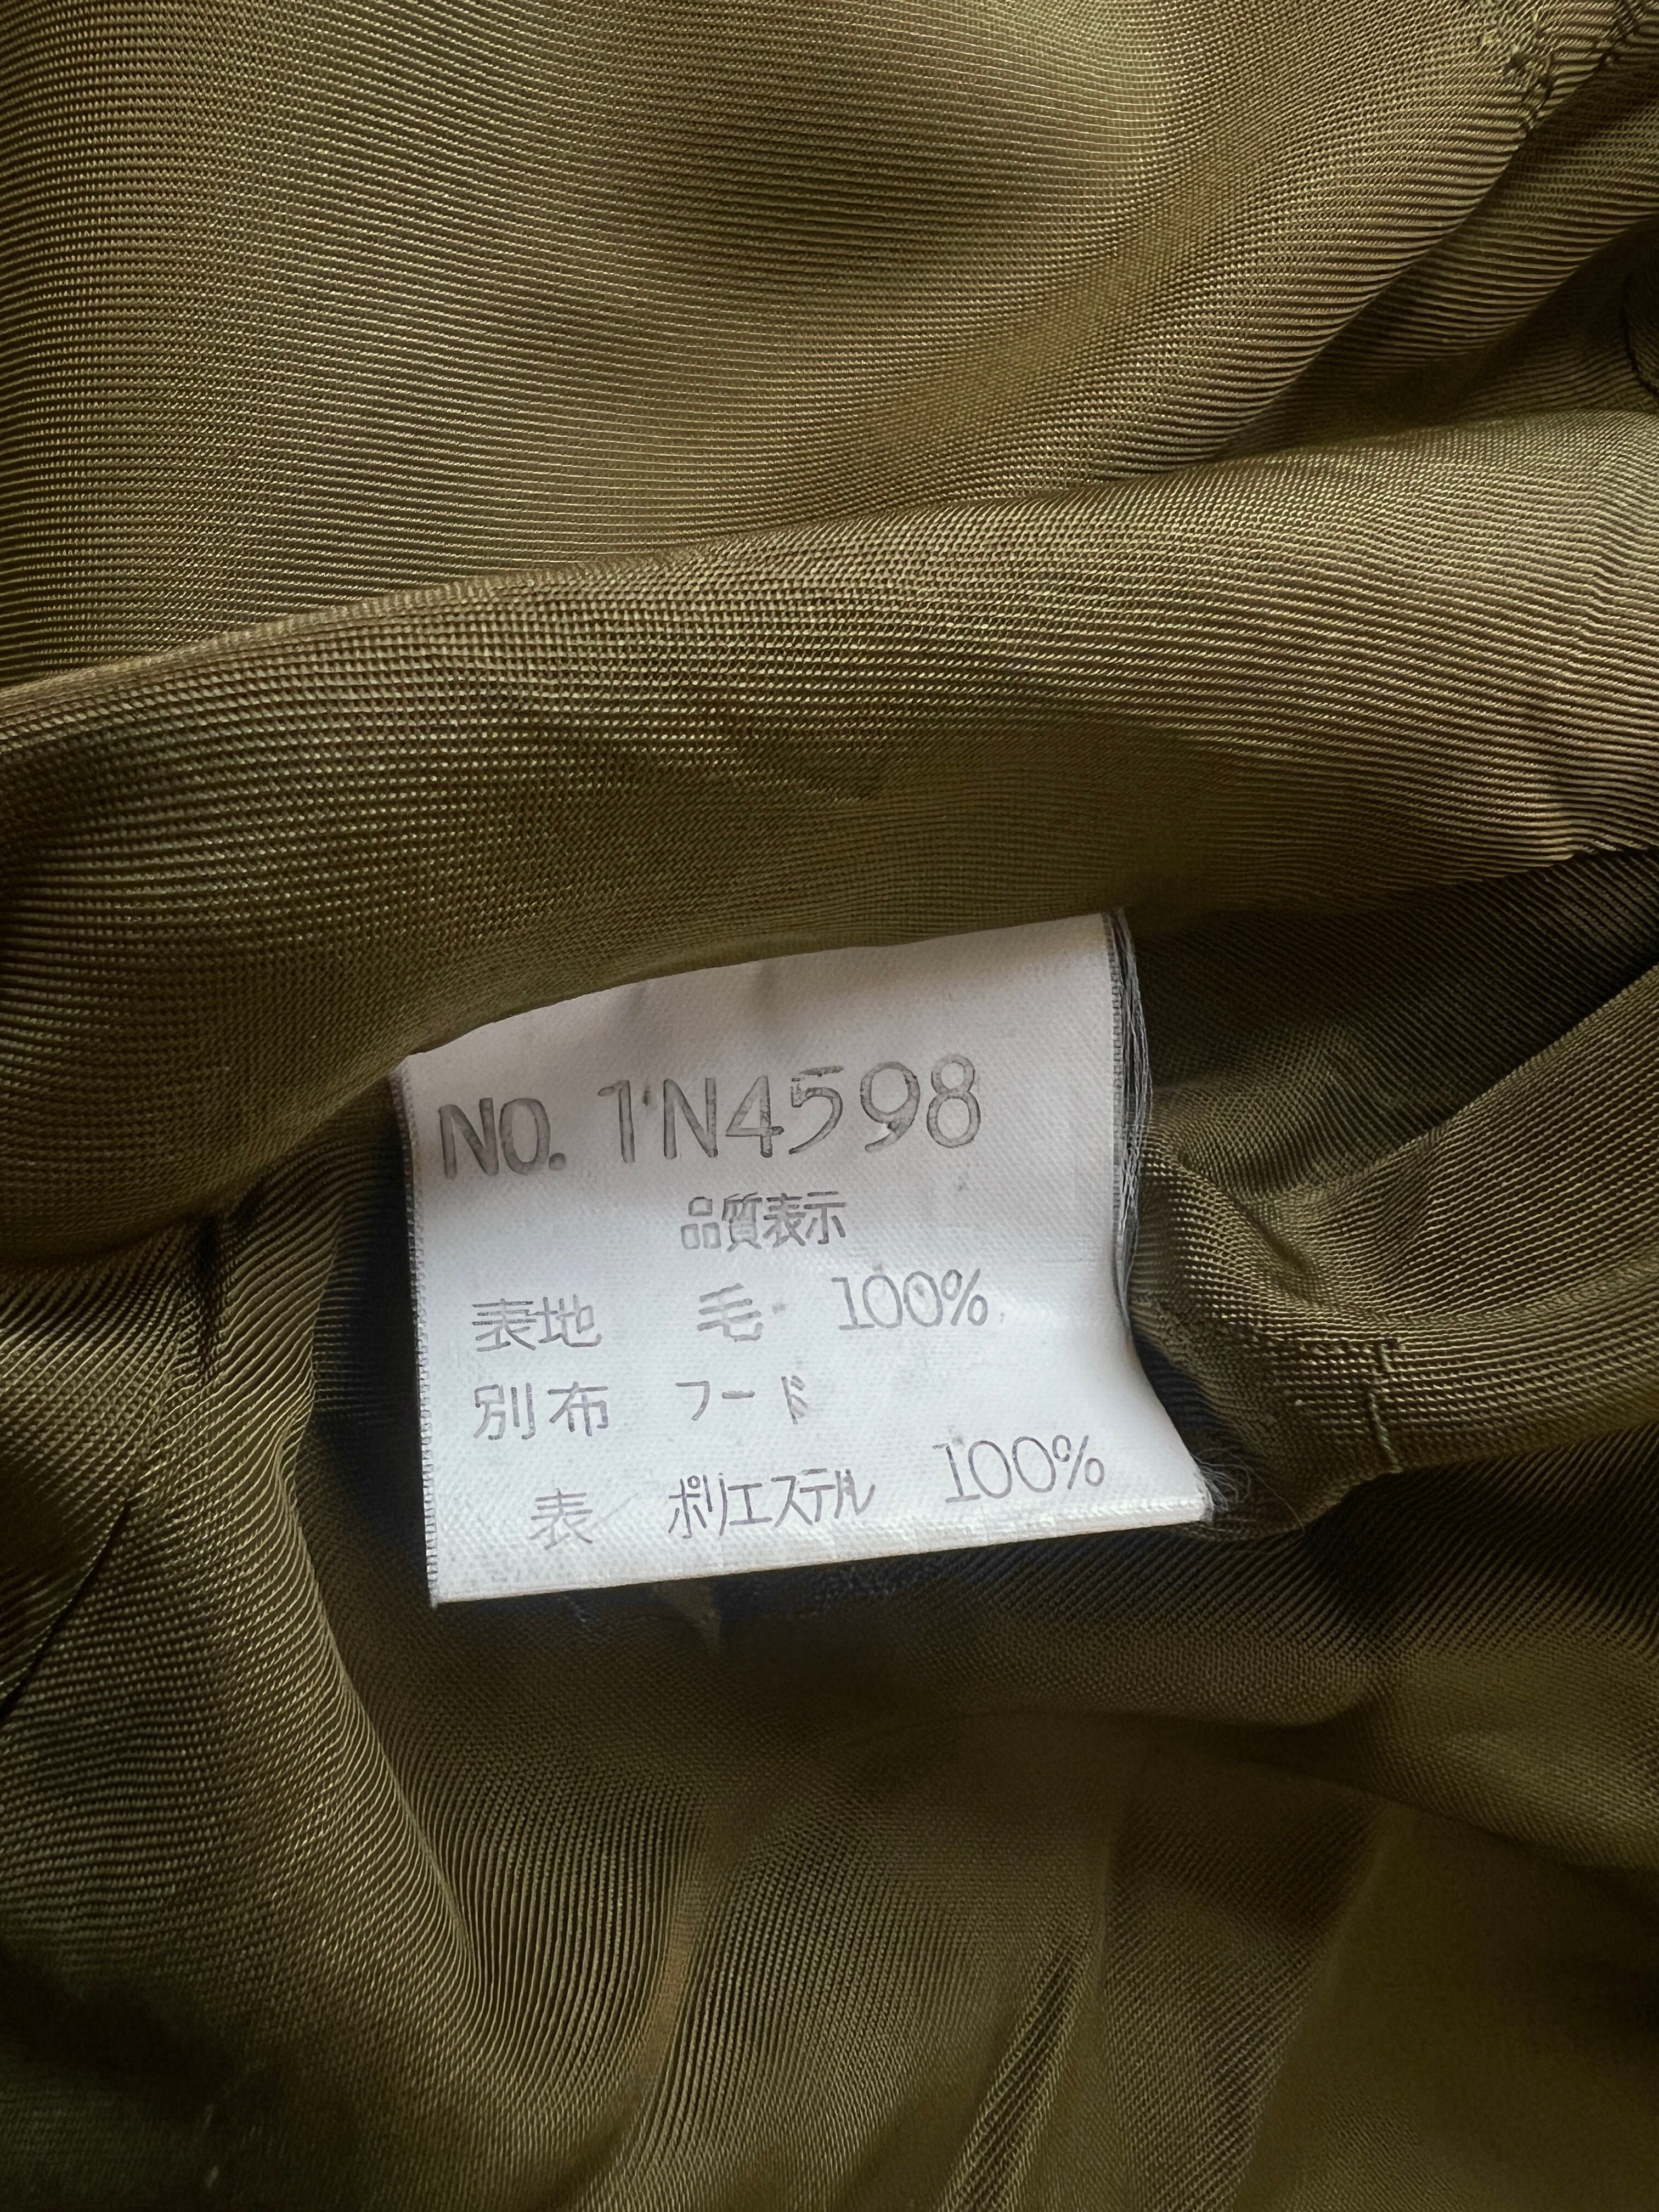 NO. 1N4598
品質表示
表地 毛 100%
別布 フード
表 ポリエステル 100%